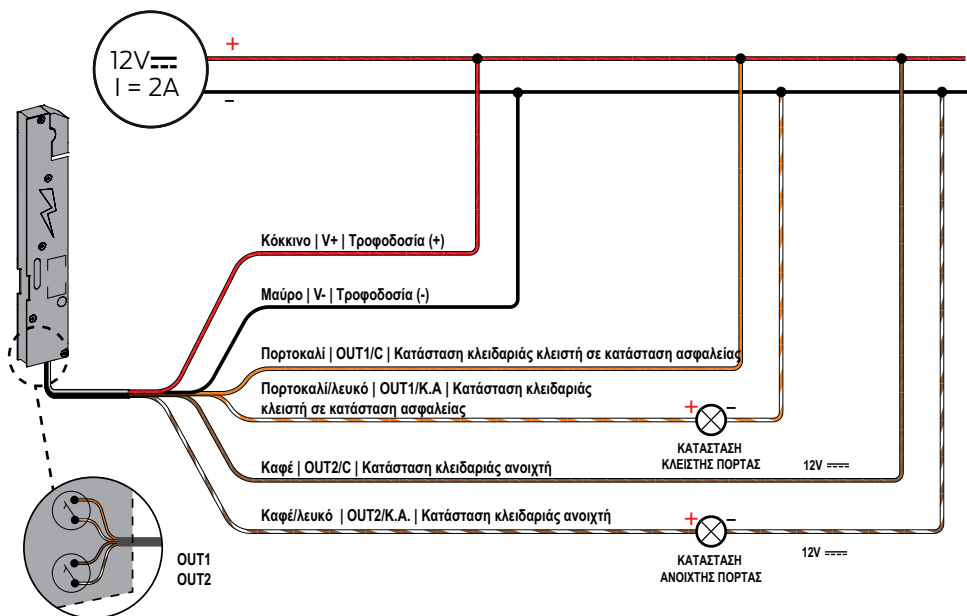 +
12V
I = 2A
–
Κόκκινο | V+ | Τροφοδοσία (+)
Μαύρο | V- | Τροφοδοσία (-)
Πορτοκαλί | OUT1/C | Κατάσταση κλειδαριάς κλειστή σε κατάσταση ασφαλείας
Πορτοκαλί/λευκό | OUT1/Κ.Α | Κατάσταση κλειδαριάς
κλειστή σε κατάσταση ασφαλείας
+ –
ΚΑΤΑΣΤΑΣΗ
ΚΛΕΙΣΤΗΣ ΠΟΡΤΑΣ
12V
Καφέ | OUT2/C | Κατάσταση κλειδαριάς ανοιχτή
Καφέ/λευκό | OUT2/Κ.Α. | Κατάσταση κλειδαριάς ανοιχτή
+ –
ΚΑΤΑΣΤΑΣΗ
ΑΝΟΙΧΤΗΣ ΠΟΡΤΑΣ
12V
OUT1
OUT2